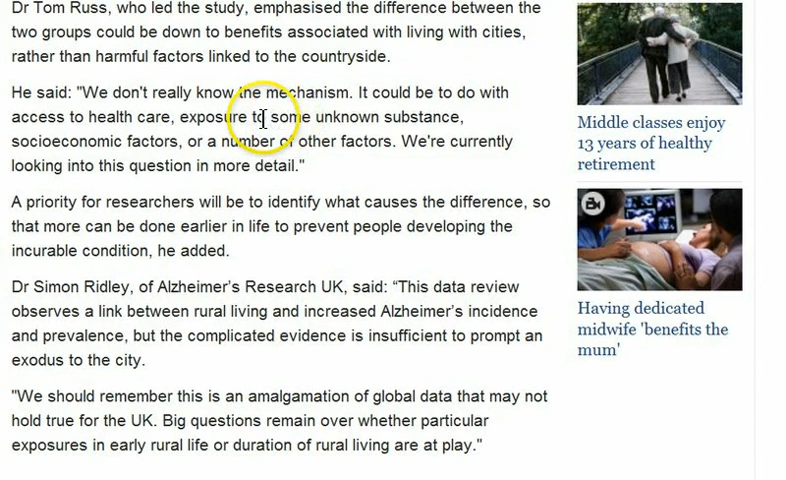 Dr Tom Russ, who led the study, emphasised the difference between the
two groups could be down to benefits associated with living with cities,
rather than harmful factors linked to the countryside.
He said: "We don't really know the mechanism. It could be to do with
access to health care, exposure to some unknown substance,
socioeconomic factors, or a number of other factors. We're currently
looking into this question in more detail."
A priority for researchers will be to identify what causes the difference, so
that more can be done earlier in life to prevent people developing the
incurable condition, he added.
Dr Simon Ridley, of Alzheimer's Research UK, said: “This data review
observes a link between rural living and increased Alzheimer's incidence
and prevalence, but the complicated evidence is insufficient to prompt an
exodus to the city.
"We should remember this is an amalgamation of global data that may not
hold true for the UK. Big questions remain over whether particular
exposures in early rural life or duration of rural living are at play."
Middle classes enjoy
13 years of healthy
retirement
Having dedicated
midwife 'benefits the
mum'